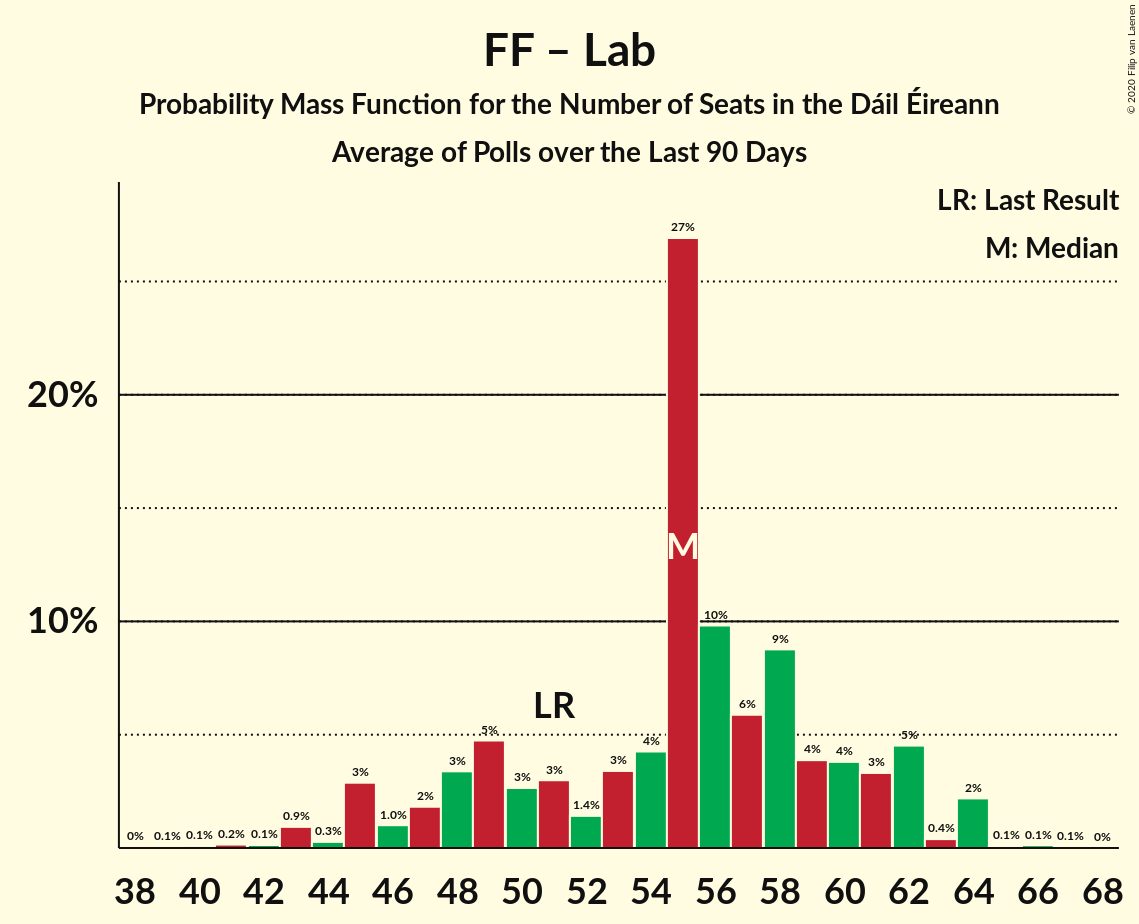 FF – Lab
Probability Mass Function for the Number of Seats in the Dáil Éireann
Average of Polls over the Last 90 Days
© 2020 Filip van Laenen
LR: Last Result
M: Median
20%
10%
LR
M
0% 0.1% 0.1% 0.2% 0.1% 0.9% 0.3% 3% 1.0% 2% 3% 5% 3% 3% 1.4% 3% 4% 27% 10% 6% 9% 4% 4% 3% 5% 0.4% 2% 0.1% 0.1% 0.1% 0%
38 40 42 44 46 48 50 52 54 56 58 60 62 64 66 68